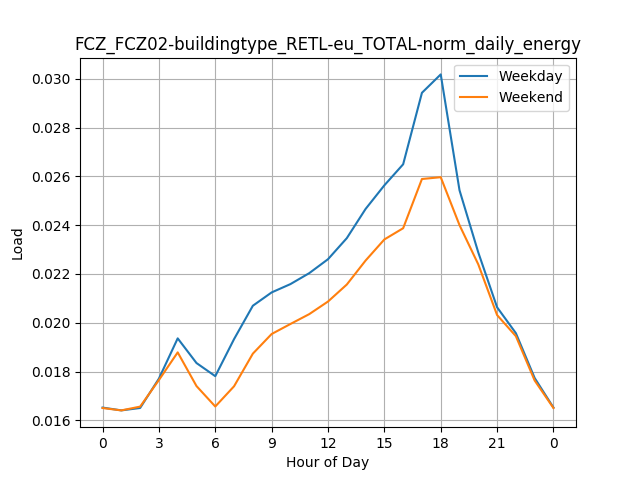 FCZ_FCZ02-buildingtype_RETL-eu_TOTAL-norm_daily_energy
Weekday
Weekend
0.030
0.028
0.026
0.024
0.022
0.020
0.018
0.016
Load
0 3 6 9 12 15 18 21 0
Hour of Day